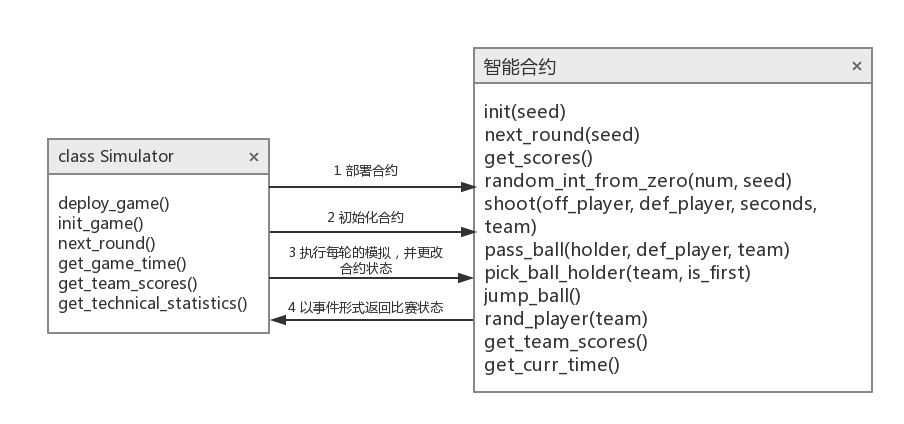 class Simulator ×
deploy_game()
init_game()
next_round()
get_game_time()
get_team_scores()
get_technical_statistics()
1 部署合约
2 初始化合约
3 执行每轮的模拟，并更改
合约状态
4 以事件形式返回比赛状态
智能合约 ×
init(seed)
next_round(seed)
get_scores()
random_int_from_zero(num, seed)
shoot(off_player, def_player, seconds,
team)
pass_ball(holder, def_player, team)
pick_ball_holder(team, is_first)
jump_ball()
rand_player(team)
get_team_scores()
get_curr_time()